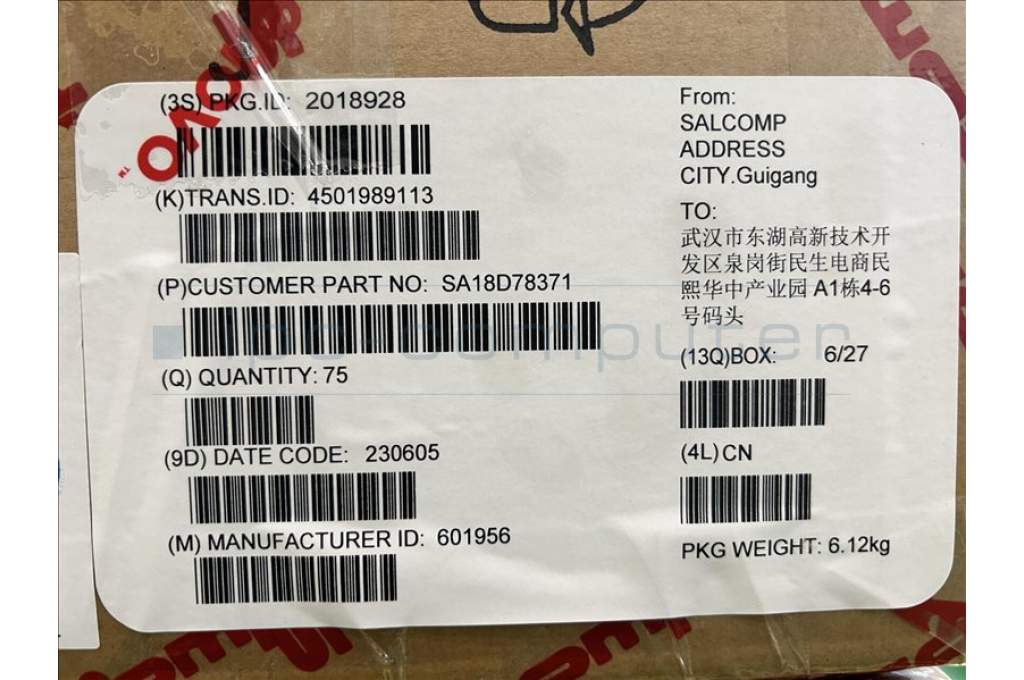 (3S) PKG.ID: 2018928
(K)TRANS.ID: 4501989113
(P)CUSTOMER PART NO: SA18D78371
(Q) QUANTITY: 75
(9D) DATE CODE: 230605
(M) MANUFACTURER ID: 601956
From:
SALCOMP
ADDRESS
CITY.Guigang
TO:
武汉市东湖高新技术开
发区泉岗街民生电商民
熙华中产业园 A1栋4-6
号码头
(13Q)BOX: 6/27
(4L) CN
PKG WEIGHT: 6.12kg
ipc-computer